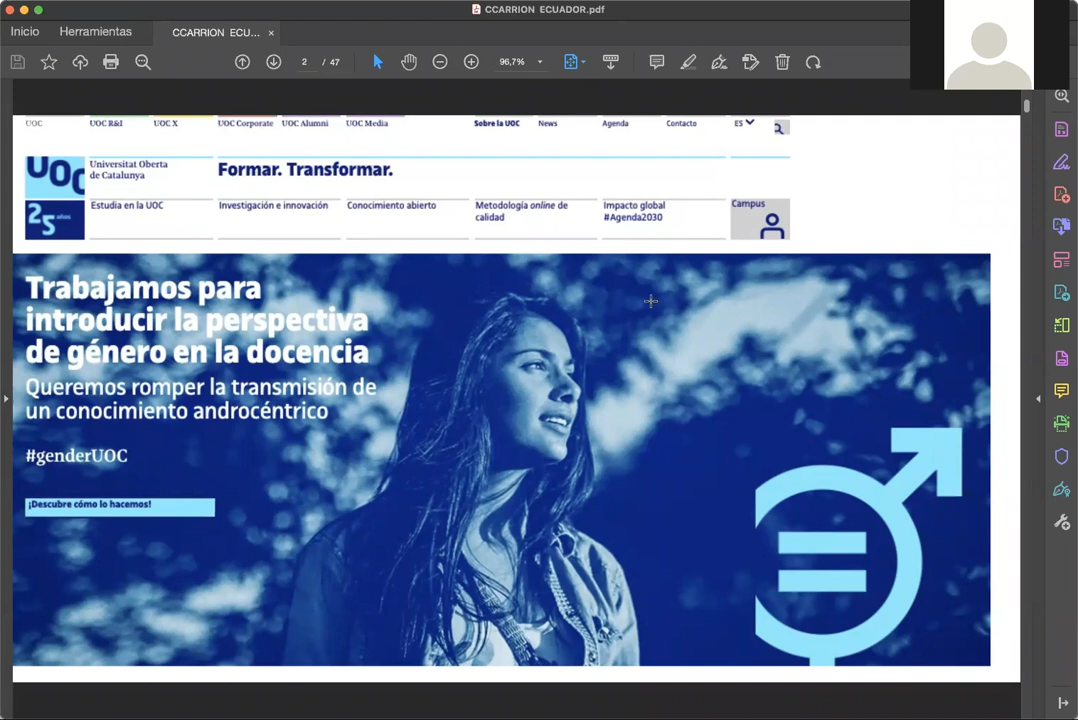 CCARRION ECUADOR.pdf
Inicio
Herramientas
CCARRION ECU... ×
2 / 47
96,7%
UOC
UOC R&I
UOC X
UOC Corporate
UOC Alumni
UOC Media
Sobre la UOC
News
Agenda
Contacto
ES
UOC
Universitat Oberta
de Catalunya
Formar. Transformar.
25 años
Estudia en la UOC
Investigación e innovación
Conocimiento abierto
Metodología online de
calidad
Impacto global
#Agenda2030
Campus
Trabajamos para
introducir la perspectiva
de género en la docencia
Queremos romper la transmisión de
un conocimiento androcéntrico
#genderUOC
¡Descubre cómo lo hacemos!